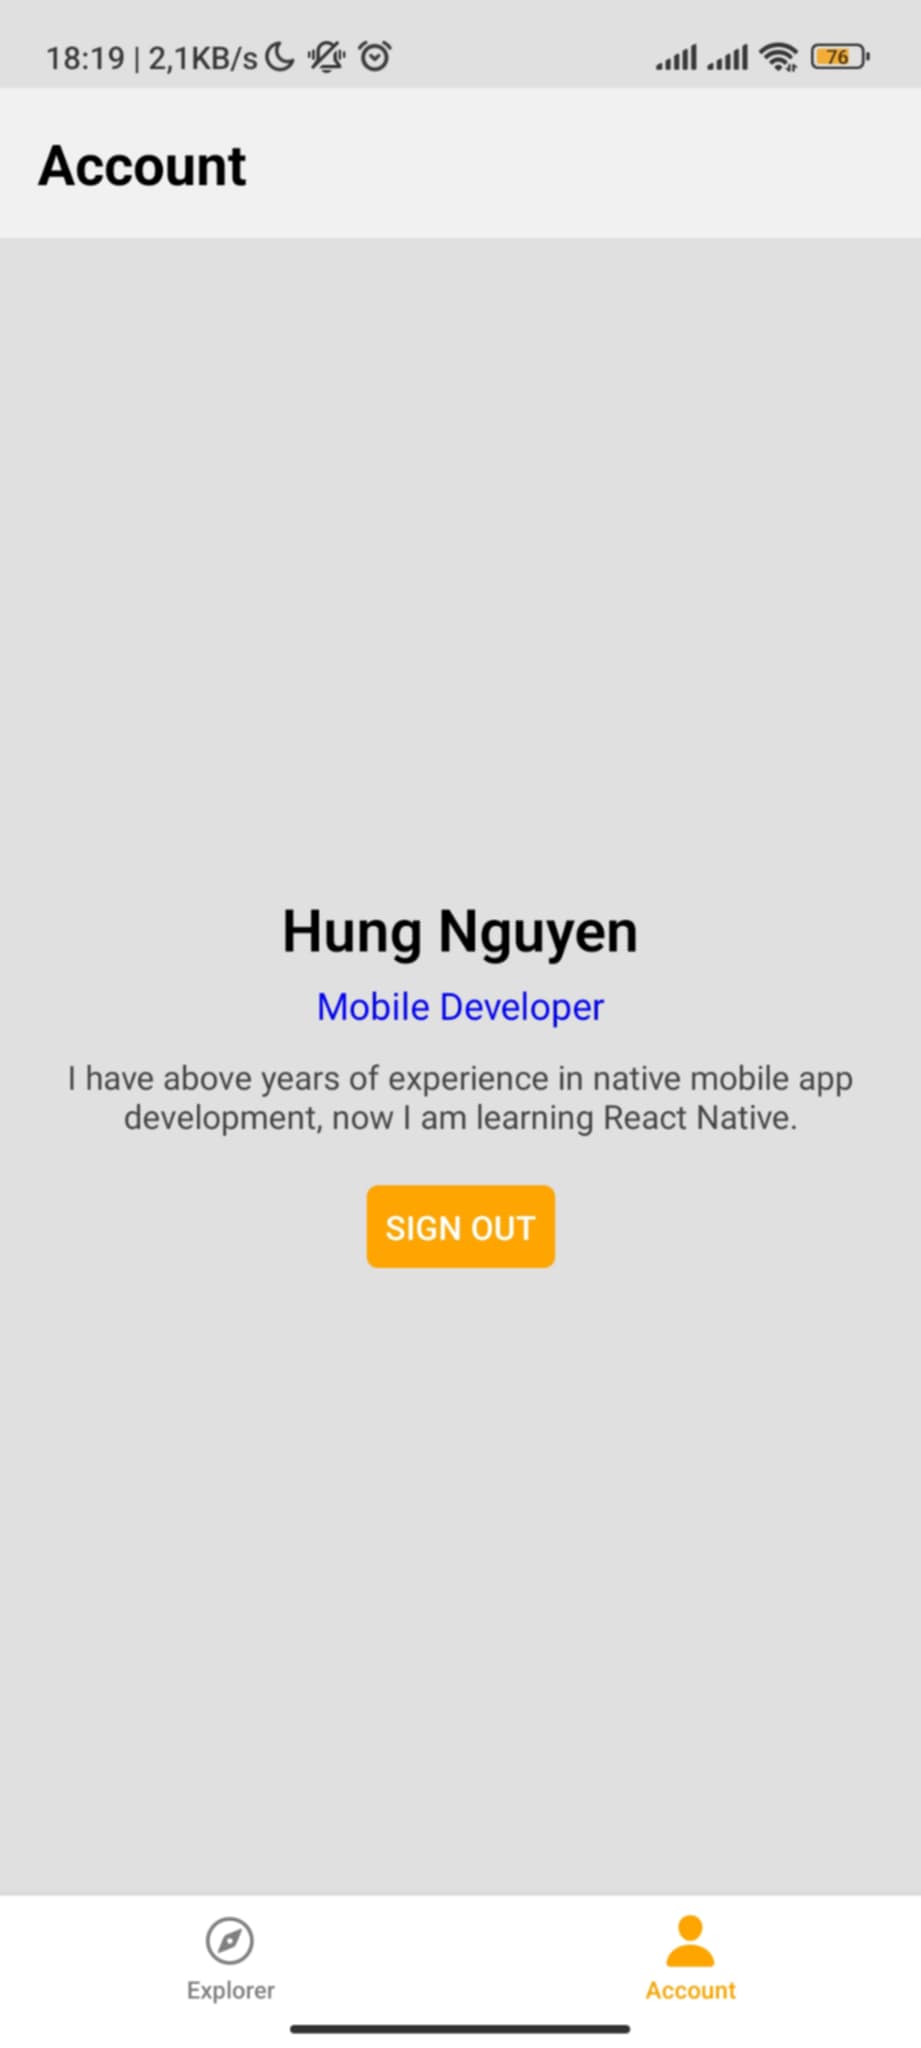 18:19 | 2,1KB/s 76
Account
Hung Nguyen
Mobile Developer
I have above years of experience in native mobile app
development, now I am learning React Native.
SIGN OUT
Explorer Account